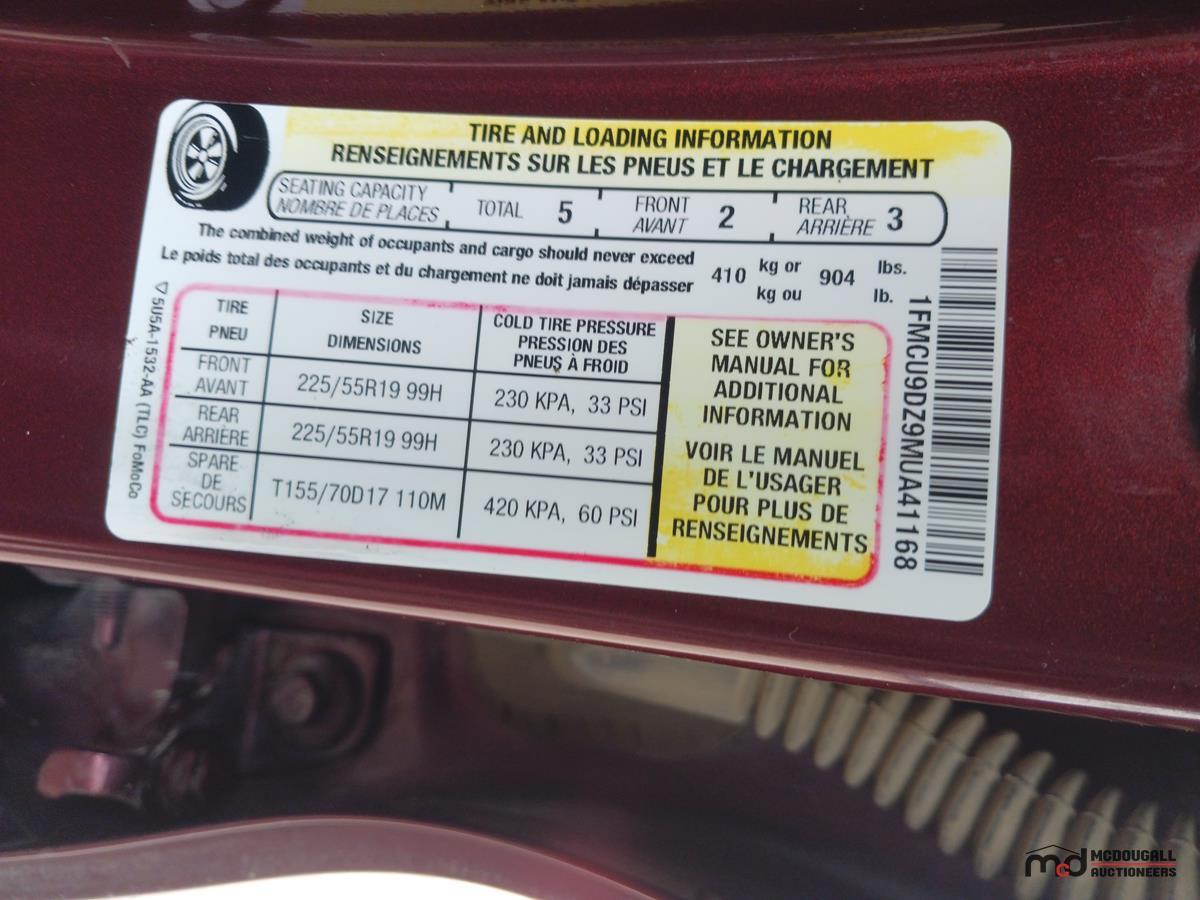 TIRE AND LOADING INFORMATION
RENSEIGNEMENTS SUR LES PNEUS ET LE CHARGEMENT
SEATING CAPACITY
NOMBRE DE PLACES
TOTAL 5
FRONT
AVANT 2
REAR
ARRIÈRE 3
The combined weight of occupants and cargo should never exceed
Le poids total des occupants et du chargement ne doit jamais dépasser
410 kg or 904 lbs.
kg ou lb.
TIRE
PNEU
SIZE
DIMENSIONS
COLD TIRE PRESSURE
PRESSION DES
PNEUS À FROID
FRONT
AVANT
225/55R19 99H
230 KPA, 33 PSI
REAR
ARRIÈRE
225/55R19 99H
230 KPA, 33 PSI
SPARE
DE
SECOURS
T155/70D17 110M
420 KPA, 60 PSI
SEE OWNER'S
MANUAL FOR
ADDITIONAL
INFORMATION
VOIR LE MANUEL
DE L'USAGER
POUR PLUS DE
RENSEIGNEMENTS
5U5A-1532-AA (TLC) FoMoCo
1FMCU9DZ9MUA41168
mcd MCDOUGALL
AUCTIONEERS